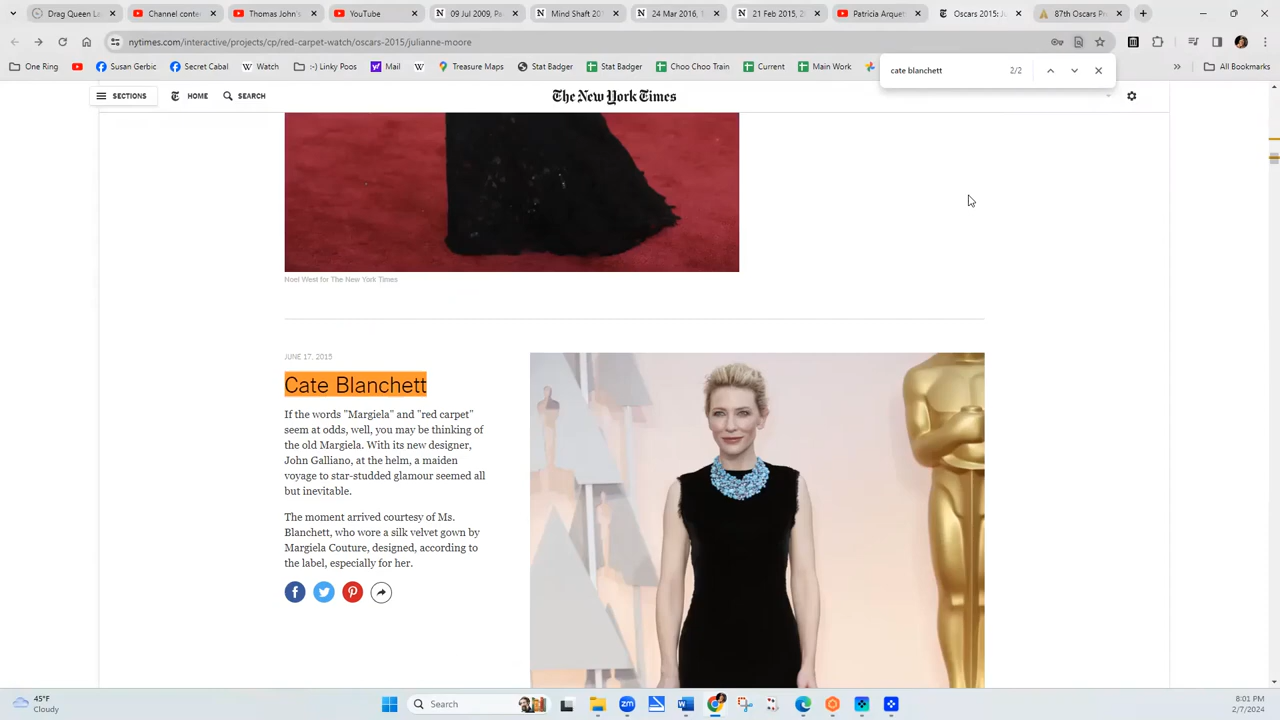 Drag Queen L
Channel conte
Thomas John's
YouTube
09 Jul 2009, Pa
Mind Shaft 201
24 Mar 2016, 1
21 Feb 2015, 2
Patricia Arquett
Oscars 2015: J
87th Oscars Pr
nytimes.com/interactive/projects/cp/red-carpet-watch/oscars-2015/julianne-moore
One Ring
Susan Gerbic
Secret Cabal
Watch
:-) Linky Poos
Mail
Treasure Maps
Stat Badger
Stat Badger
Choo Choo Train
Current
Main Work
All Bookmarks
cate blanchett 2/2
SECTIONS HOME SEARCH
The New York Times
Noel West for The New York Times
JUNE 17, 2015
Cate Blanchett
If the words "Margiela" and "red carpet"
seem at odds, well, you may be thinking of
the old Margiela. With its new designer,
John Galliano, at the helm, a maiden
voyage to star-studded glamour seemed all
but inevitable.
The moment arrived courtesy of Ms.
Blanchett, who wore a silk velvet gown by
Margiela Couture, designed, according to
the label, especially for her.
45°F
Cloudy
Search
8:01 PM
2/7/2024